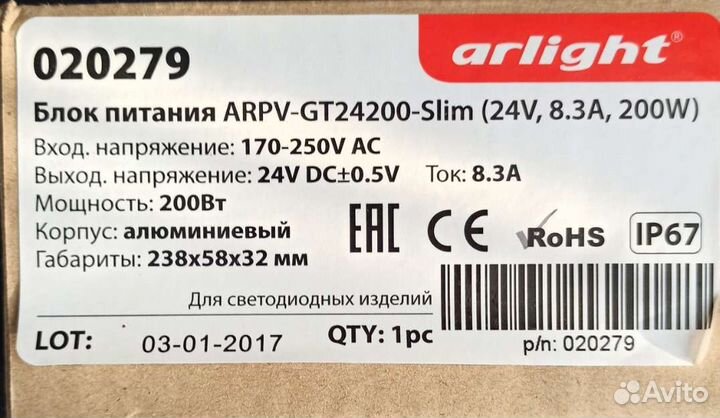 arlight®
020279
Блок питания ARPV-GT24200-Slim (24V, 8.3A, 200W)
Вход. напряжение: 170-250V AC
Выход. напряжение: 24V DC±0.5V Ток: 8.3A
Мощность: 200Вт
Корпус: алюминиевый
Габариты: 238x58x32 мм
EAC CE RoHS IP67
Для светодиодных изделий
LOT: 03-01-2017 QTY: 1pc
p/n: 020279
Avito